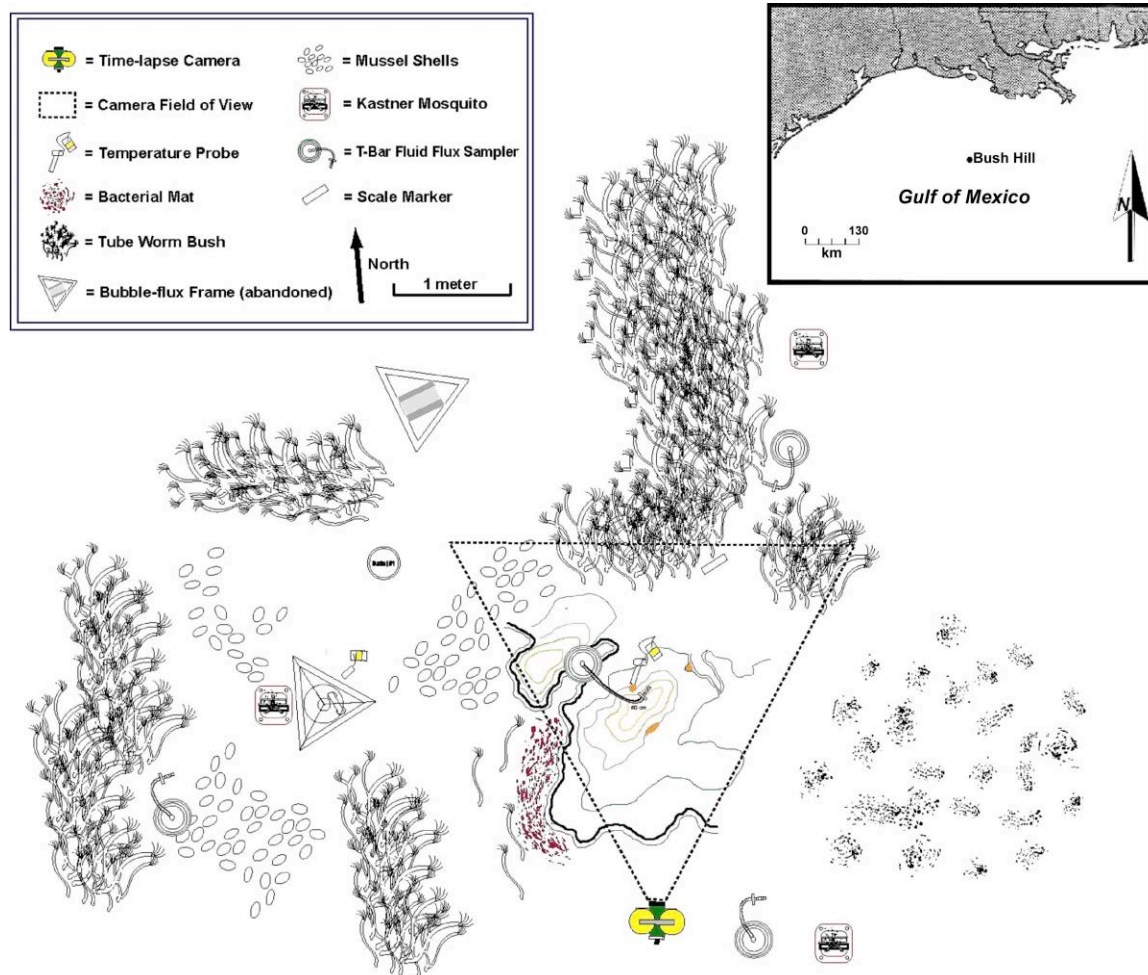 = Time-lapse Camera
= Mussel Shells
= Camera Field of View
= Kastner Mosquito
= Temperature Probe
= T-Bar Fluid Flux Sampler
= Bacterial Mat
= Scale Marker
= Tube Worm Bush
North
1 meter
= Bubble-flux Frame (abandoned)
Bush Hill
Gulf of Mexico
N
0 130
km